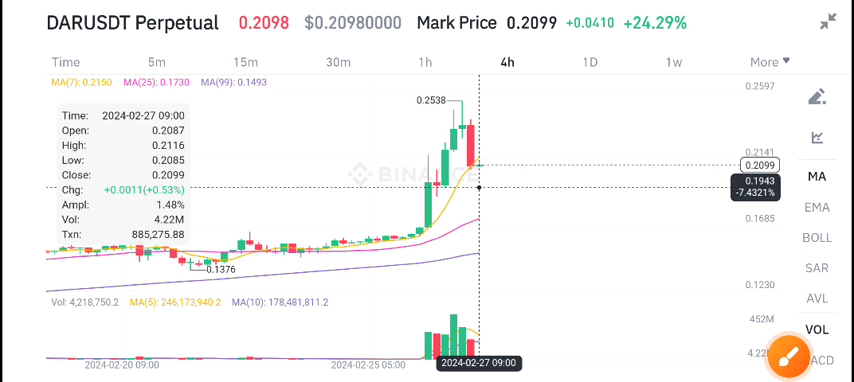 DARUSDT Perpetual 0.2098 $0.20980000 Mark Price 0.2099 +0.0410 +24.29%
Time 5m 15m 30m 1h 4h 1D 1w More
MA(7): 0.2150 MA(25): 0.1730 MA(99): 0.1493
0.2597
0.2538
Time: 2024-02-27 09:00
Open: 0.2087
High: 0.2116
Low: 0.2085
Close: 0.2099
Chg: +0.0011(+0.53%)
Ampl: 1.48%
Vol: 4.22M
Txn: 885,275.88
BINANCE
0.2141
0.2099
0.1943
-7.4321%
0.1685
0.1376
0.1230
MA
EMA
BOLL
SAR
AVL
VOL
Vol: 4,218,750.2 MA(5): 246,173,940.2 MA(10): 178,481,811.2
452M
4.22
ACD
2024-02-20 09:00 2024-02-25 05:00 2024-02-27 09:00